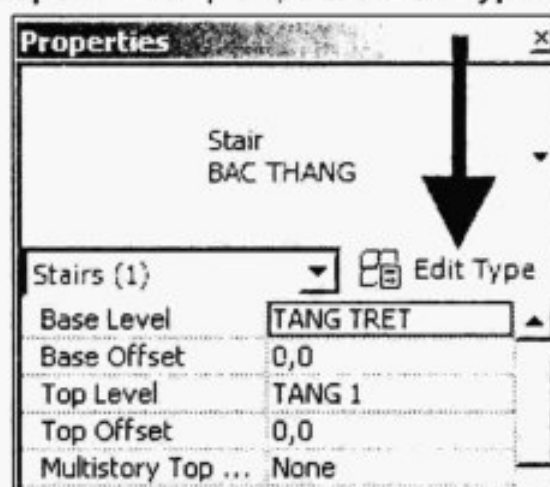 Properties
Stair
BAC THANG
Stairs (1) Edit Type
Base Level TANG TRET
Base Offset 0,0
Top Level TANG 1
Top Offset 0,0
Multistory Top ... None